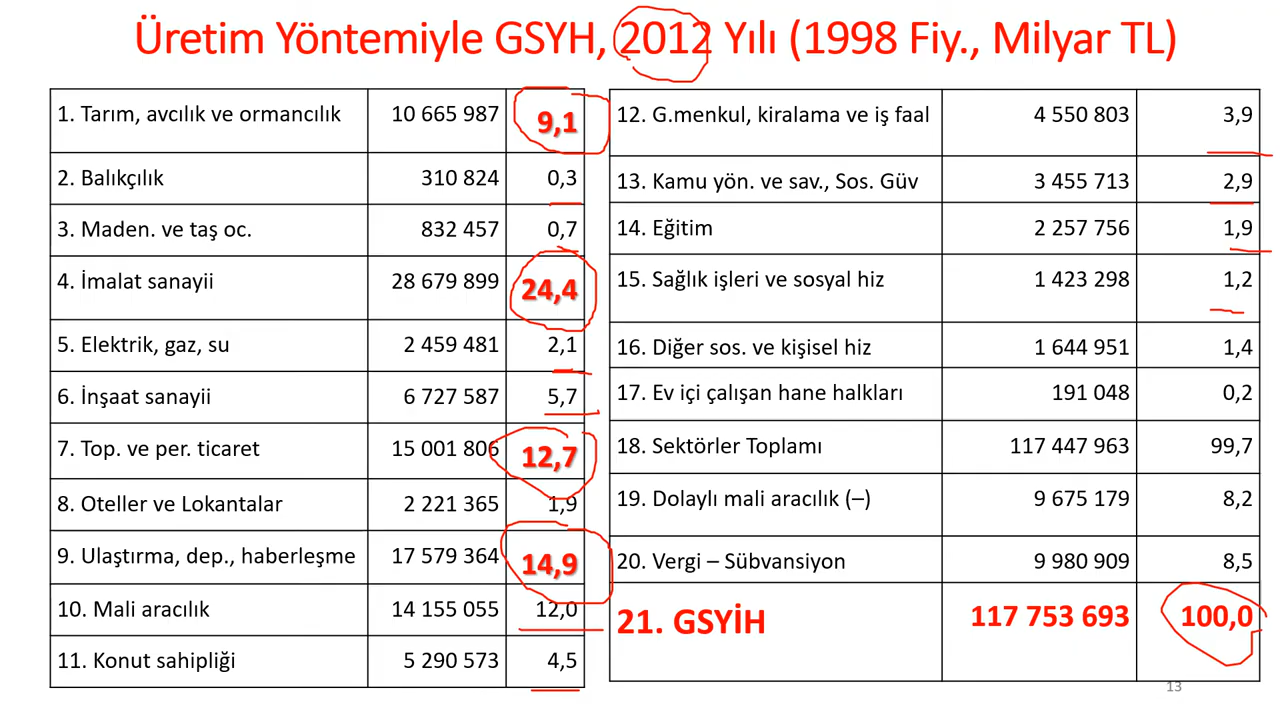 Üretim Yöntemiyle GSYH, 2012 Yılı (1998 Fiy., Milyar TL)
1. Tarım, avcılık ve ormancılık 10 665 987 9,1
2. Balıkçılık 310 824 0,3
3. Maden. ve taş oc. 832 457 0,7
4. İmalat sanayii 28 679 899 24,4
5. Elektrik, gaz, su 2 459 481 2,1
6. İnşaat sanayii 6 727 587 5,7
7. Top. ve per. ticaret 15 001 806 12,7
8. Oteller ve Lokantalar 2 221 365 1,9
9. Ulaştırma, dep., haberleşme 17 579 364 14,9
10. Mali aracılık 14 155 055 12,0
11. Konut sahipliği 5 290 573 4,5
12. G.menkul, kiralama ve iş faal 4 550 803 3,9
13. Kamu yön. ve sav., Sos. Güv 3 455 713 2,9
14. Eğitim 2 257 756 1,9
15. Sağlık işleri ve sosyal hiz 1 423 298 1,2
16. Diğer sos. ve kişisel hiz 1 644 951 1,4
17. Ev içi çalışan hane halkları 191 048 0,2
18. Sektörler Toplamı 117 447 963 99,7
19. Dolaylı mali aracılık (–) 9 675 179 8,2
20. Vergi – Sübvansiyon 9 980 909 8,5
21. GSYİH 117 753 693 100,0
13